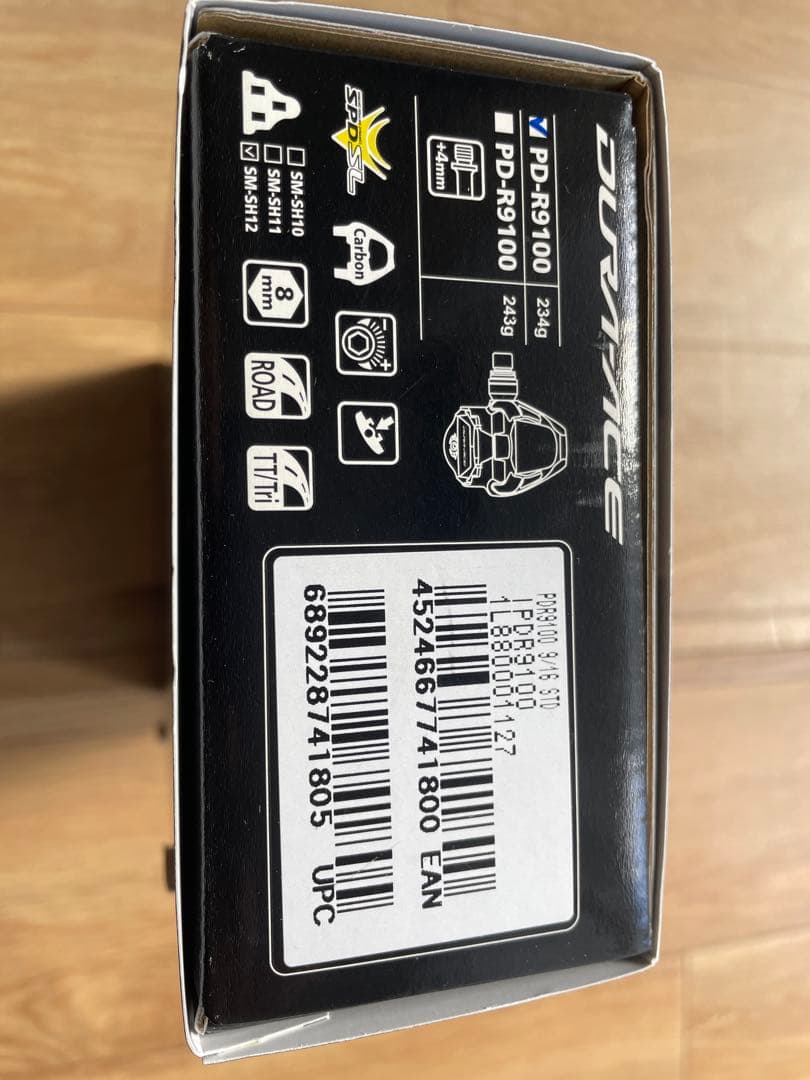 DURA-ACE
PD-R9100 234g
PD-R9100 243g
+4mm
SPD-SL
Carbon
- +
SM-SH10
SM-SH11
SM-SH12
8 mm
ROAD
TT/Tri
PDR9100 9/16 STD
IPDR9100
1L880001127
4524667741800 EAN
689228741805 UPC